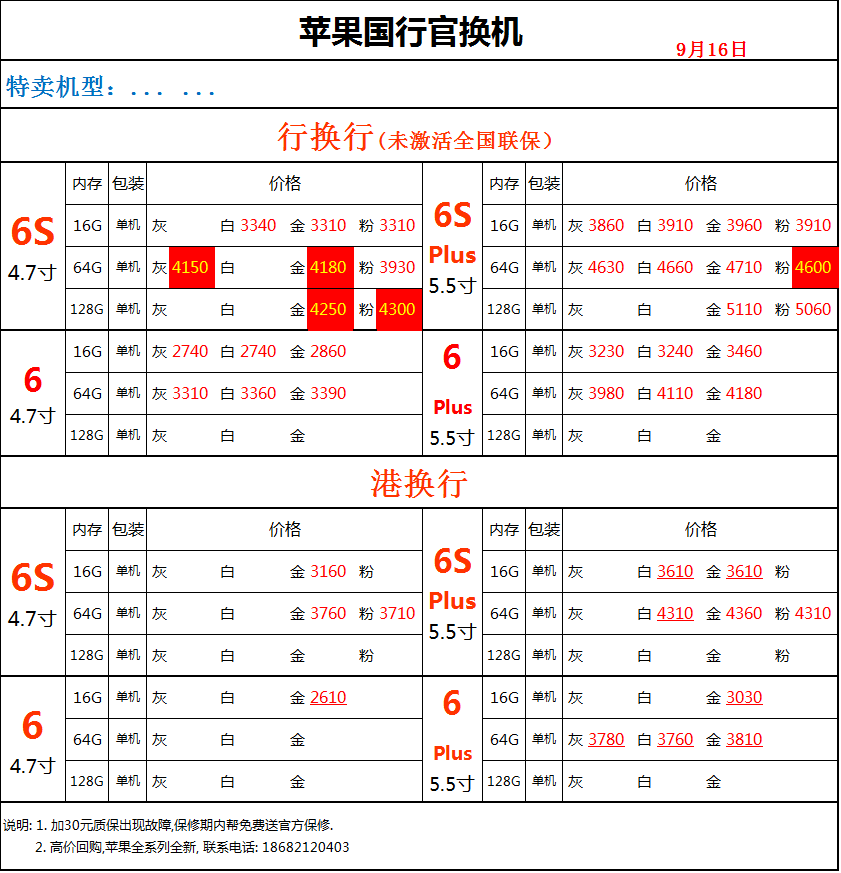 苹果国行官换机
9月16日
特卖机型：... ...
行换行(未激活全国联保）
内存 包装 价格 内存 包装 价格
6S 4.7寸
16G 单机 灰 白 3340 金 3310 粉 3310
64G 单机 灰 4150 白 金 4180 粉 3930
128G 单机 灰 白 金 4250 粉 4300
6S Plus 5.5寸
16G 单机 灰 3860 白 3910 金 3960 粉 3910
64G 单机 灰 4630 白 4660 金 4710 粉 4600
128G 单机 灰 白 金 5110 粉 5060
6 4.7寸
16G 单机 灰 2740 白 2740 金 2860
64G 单机 灰 3310 白 3360 金 3390
128G 单机 灰 白 金
6 Plus 5.5寸
16G 单机 灰 3230 白 3240 金 3460
64G 单机 灰 3980 白 4110 金 4180
128G 单机 灰 白 金
港换行
内存 包装 价格 内存 包装 价格
6S 4.7寸
16G 单机 灰 白 金 3160 粉
64G 单机 灰 白 金 3760 粉 3710
128G 单机 灰 白 金 粉
6S Plus 5.5寸
16G 单机 灰 白 3610 金 3610 粉
64G 单机 灰 白 4310 金 4360 粉 4310
128G 单机 灰 白 金 粉
6 4.7寸
16G 单机 灰 白 金 2610
64G 单机 灰 白 金
128G 单机 灰 白 金
6 Plus 5.5寸
16G 单机 灰 白 金 3030
64G 单机 灰 3780 白 3760 金 3810
128G 单机 灰 白 金
说明: 1. 加30元质保出现故障,保修期内帮免费送官方保修.
2. 高价回购,苹果全系列全新, 联系电话: 18682120403